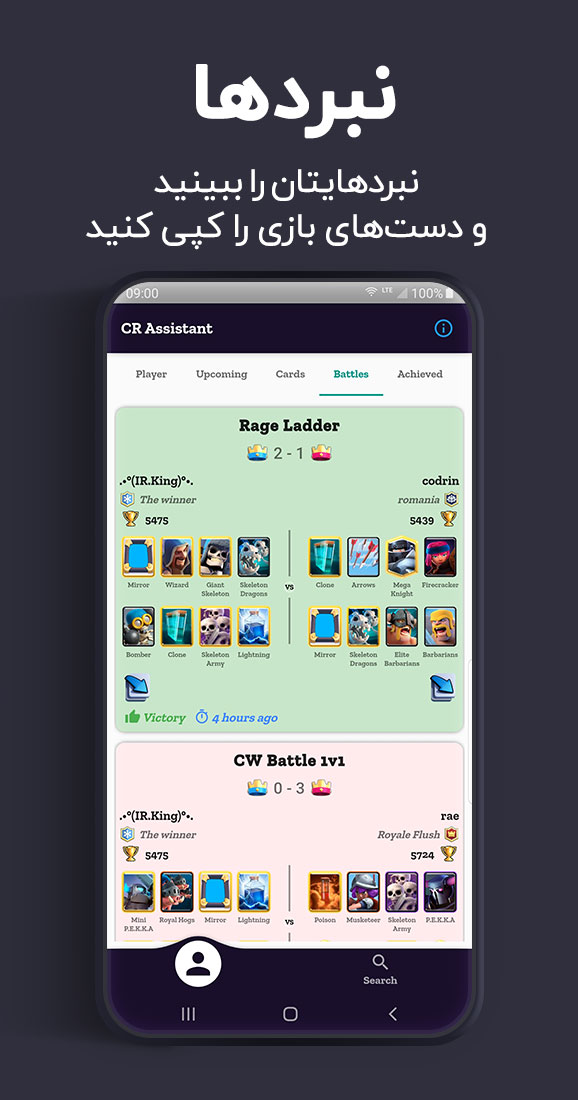 نبردها
نبردهایتان را ببینید
و دست‌های بازی را کپی کنید
09:00 LTE 100%
CR Assistant
Player Upcoming Cards Battles Achieved
Rage Ladder
2 - 1
.•°(IR.King)°•. codrin
The winner romania
5475 5439
Mirror Wizard Giant Skeleton Skeleton Dragons vs Clone Arrows Mega Knight Firecracker
Bomber Clone Skeleton Army Lightning Mirror Skeleton Dragons Elite Barbarians Barbarians
Victory 4 hours ago
CW Battle 1v1
0 - 3
.•°(IR.King)°•. rae
The winner Royale Flush
5475 5724
Mini P.E.K.K.A Royal Hogs Mirror Lightning vs Poison Musketeer Skeleton Army P.E.K.K.A
Search